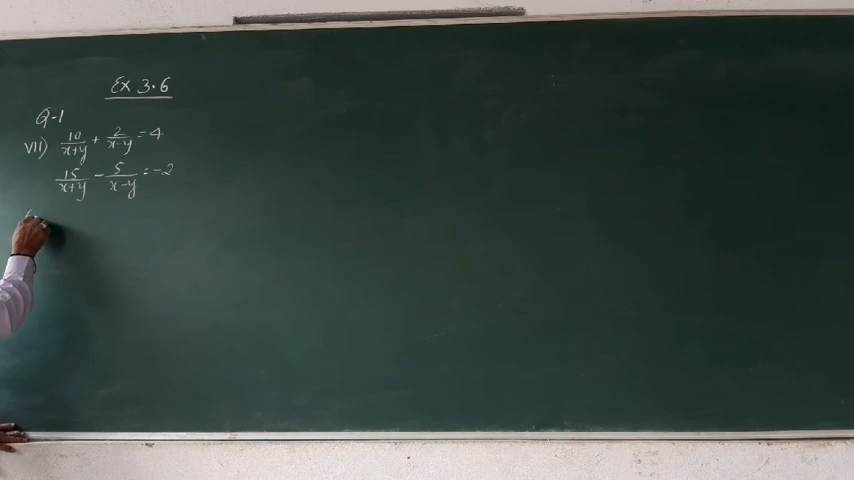 Ex 3.6
Q-1
VII) 10/(x+y) + 2/(x-y) = 4
15/(x+y) - 5/(x-y) = -2